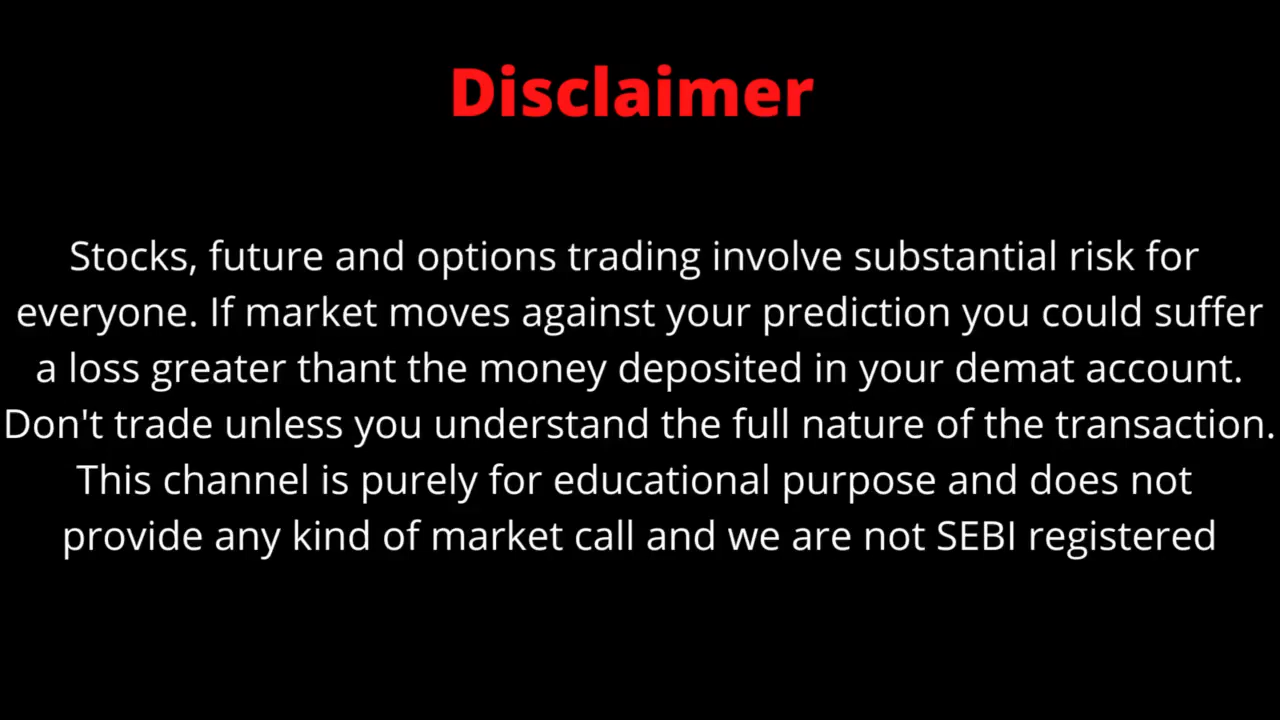 Disclaimer
Stocks, future and options trading involve substantial risk for
everyone. If market moves against your prediction you could suffer
a loss greater thant the money deposited in your demat account.
Don't trade unless you understand the full nature of the transaction.
This channel is purely for educational purpose and does not
provide any kind of market call and we are not SEBI registered